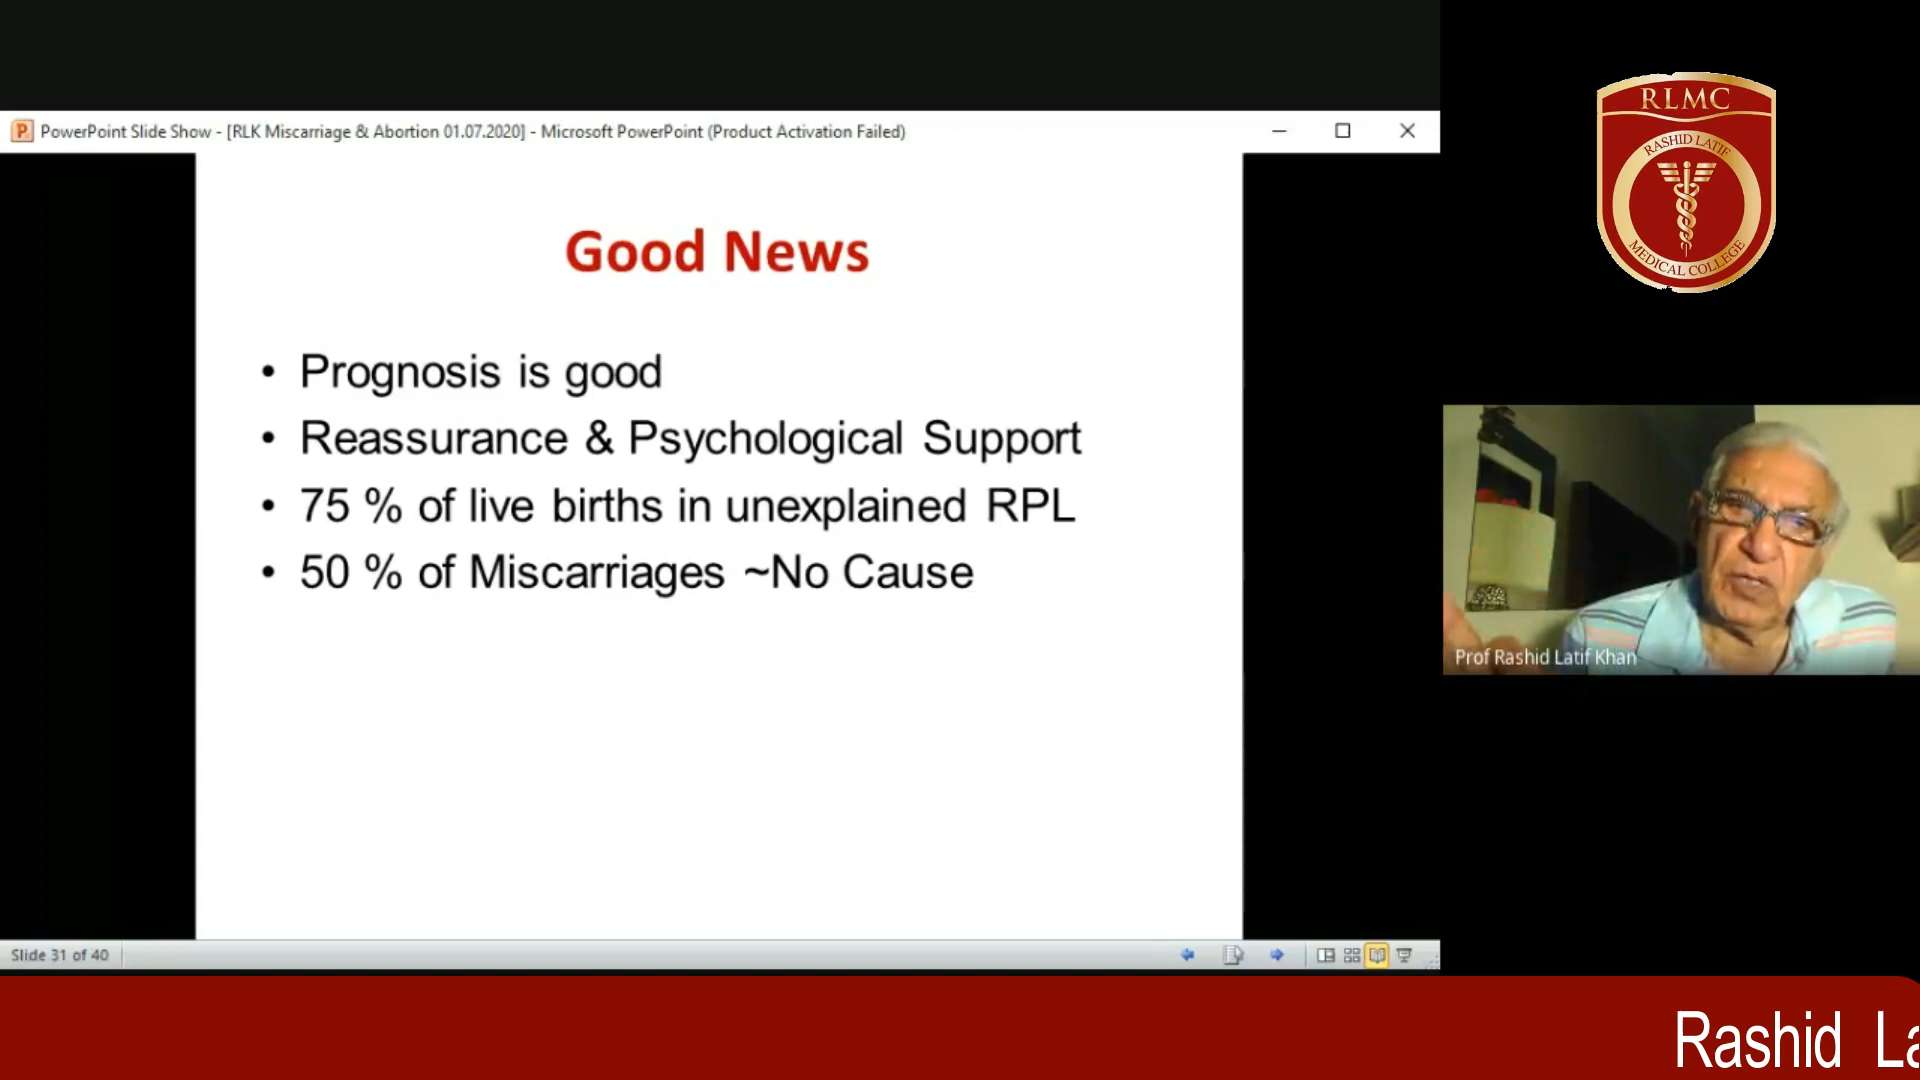 PowerPoint Slide Show - [RLK Miscarriage & Abortion 01.07.2020] - Microsoft PowerPoint (Product Activation Failed)
Good News
• Prognosis is good
• Reassurance & Psychological Support
• 75 % of live births in unexplained RPL
• 50 % of Miscarriages ~No Cause
Slide 31 of 40
RLMC
RASHID LATIF
MEDICAL COLLEGE
Prof Rashid Latif Khan
Rashid La